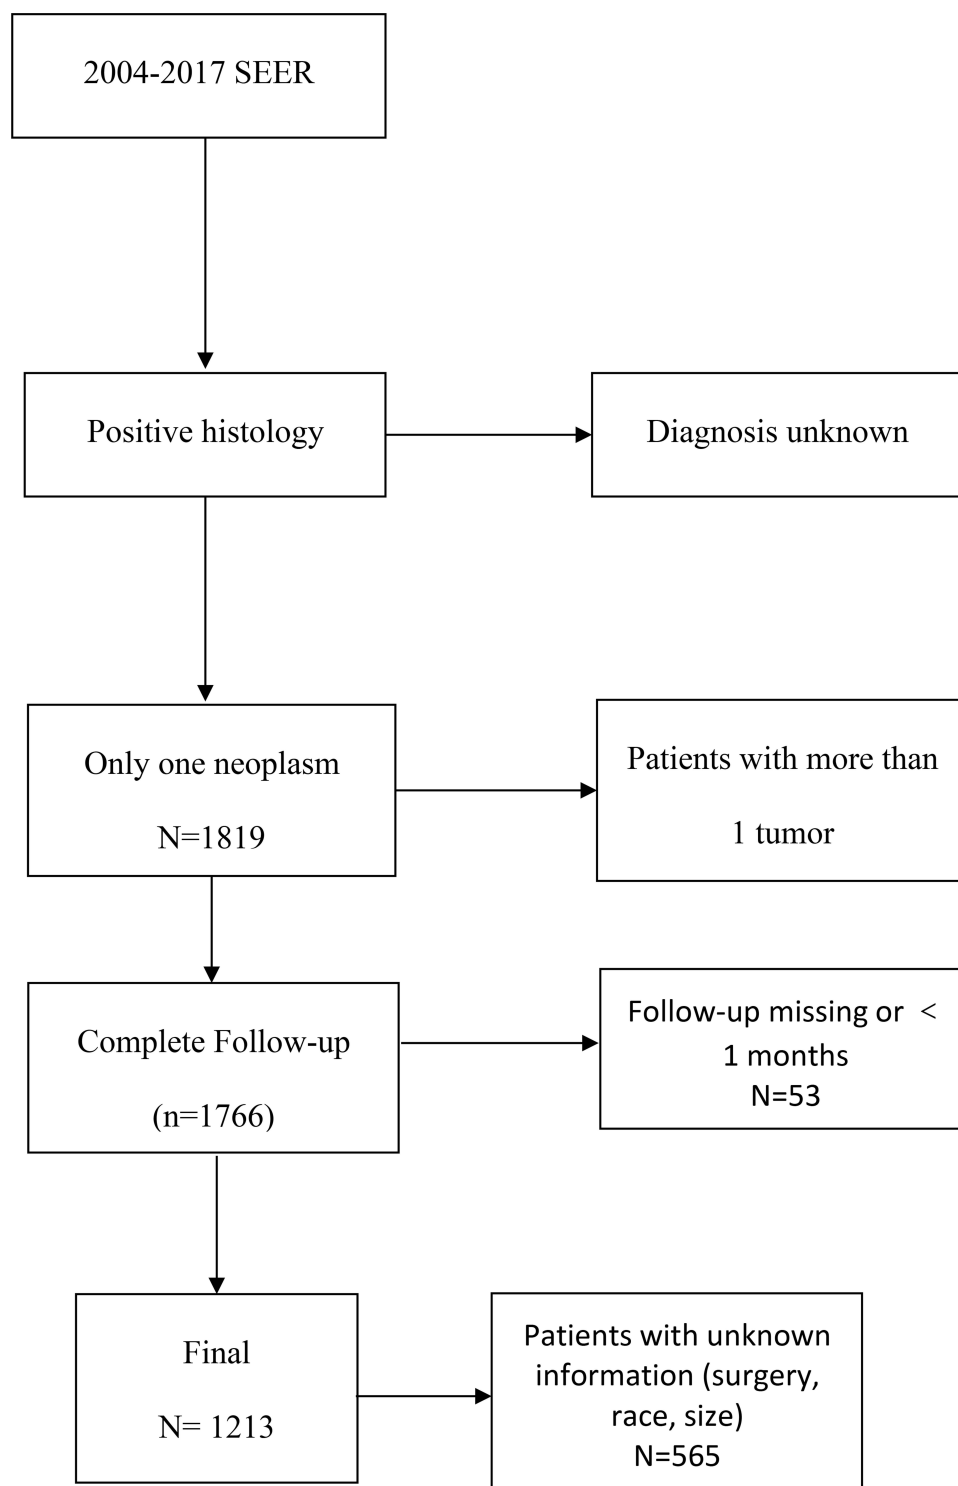 2004-2017 SEER
Positive histology
Diagnosis unknown
Only one neoplasm
N=1819
Patients with more than
1 tumor
Complete Follow-up
(n=1766)
Follow-up missing or <
1 months
N=53
Final
N= 1213
Patients with unknown
information (surgery,
race, size)
N=565